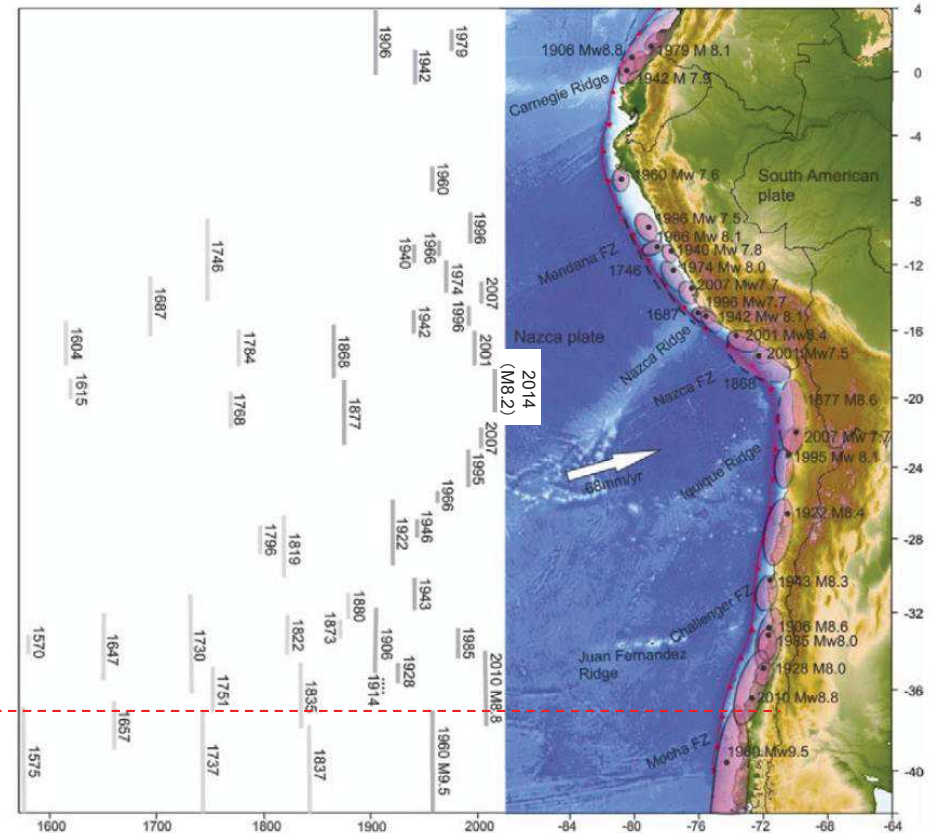 1906
1979
1942
1960
1996
1746
1966
1940
1974
2007
1687
1996
1942
1604
1784
1868
2001
2014
(M8.2)
1615
1768
1877
2007
1995
1966
1946
1922
1796
1819
1943
1880
1873
1822
1906
1985
1570
1647
1730
1928
1914
2010 M8.8
1751
1835
1657
1575
1737
1837
1960 M9.5
1600
1700
1800
1900
2000
1906 Mw8.8
1979 M 8.1
1942 M 7.9
Carnegie Ridge
1960 Mw 7.6
South American
plate
1996 Mw 7.5
1966 Mw 8.1
1940 Mw 7.8
Mendana FZ
1974 Mw 8.0
1746
2007 Mw7.7
1996 Mw7.7
1687
1942 Mw 8.1
Nazca plate
2001 Mw8.4
Nazca Ridge
2001 Mw7.5
Nazca FZ
1868
1877 M8.6
2007 Mw 7.7
1995 Mw 8.1
68mm/yr
Iquique Ridge
1922 M8.4
1943 M8.3
Challenger FZ
1906 M8.6
1985 Mw8.0
Juan Fernandez
Ridge
1928 M8.0
2010 Mw8.8
Mocha FZ
1960 Mw9.5
4
0
-4
-8
-12
-16
-20
-24
-28
-32
-36
-40
-84
-80
-76
-72
-68
-64